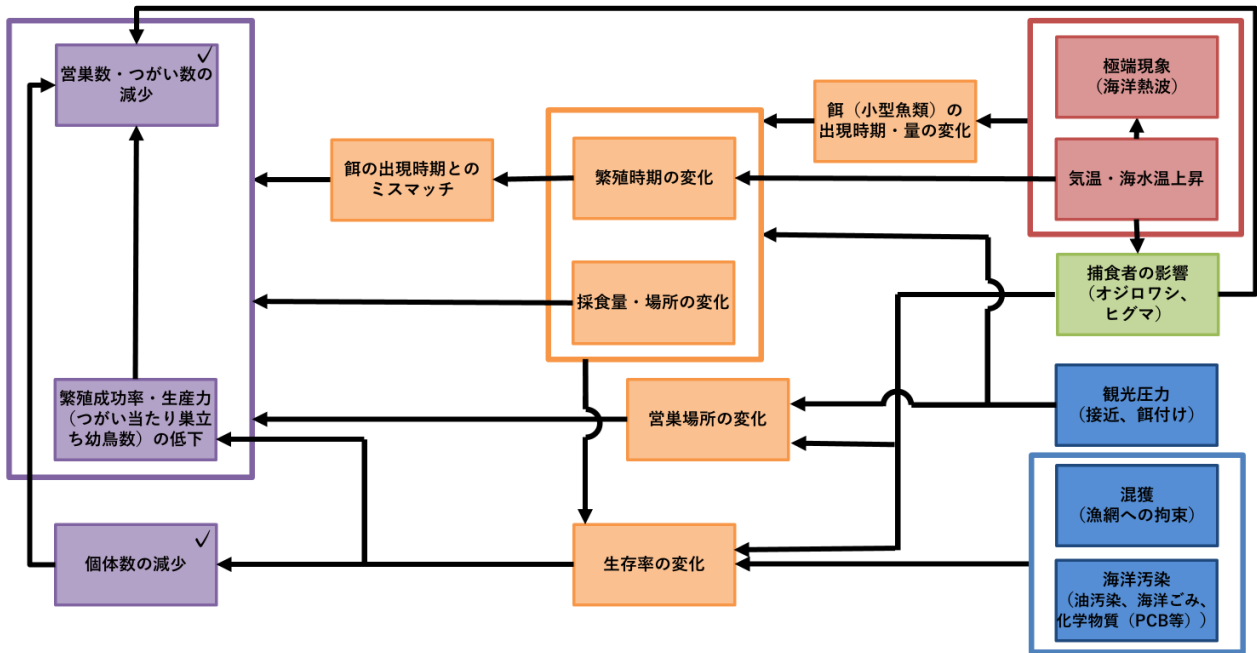 営巣数・つがい数の
減少
✓
極端現象
（海洋熱波）
餌（小型魚類）の
出現時期・量の変化
餌の出現時期との
ミスマッチ
繁殖時期の変化
気温・海水温上昇
採食量・場所の変化
捕食者の影響
（オジロワシ、
ヒグマ）
繁殖成功率・生産力
（つがい当たり巣立
ち幼鳥数）の低下
営巣場所の変化
観光圧力
（接近、餌付け）
混獲
（漁網への拘束）
個体数の減少
✓
生存率の変化
海洋汚染
（油汚染、海洋ごみ、
化学物質（PCB等））